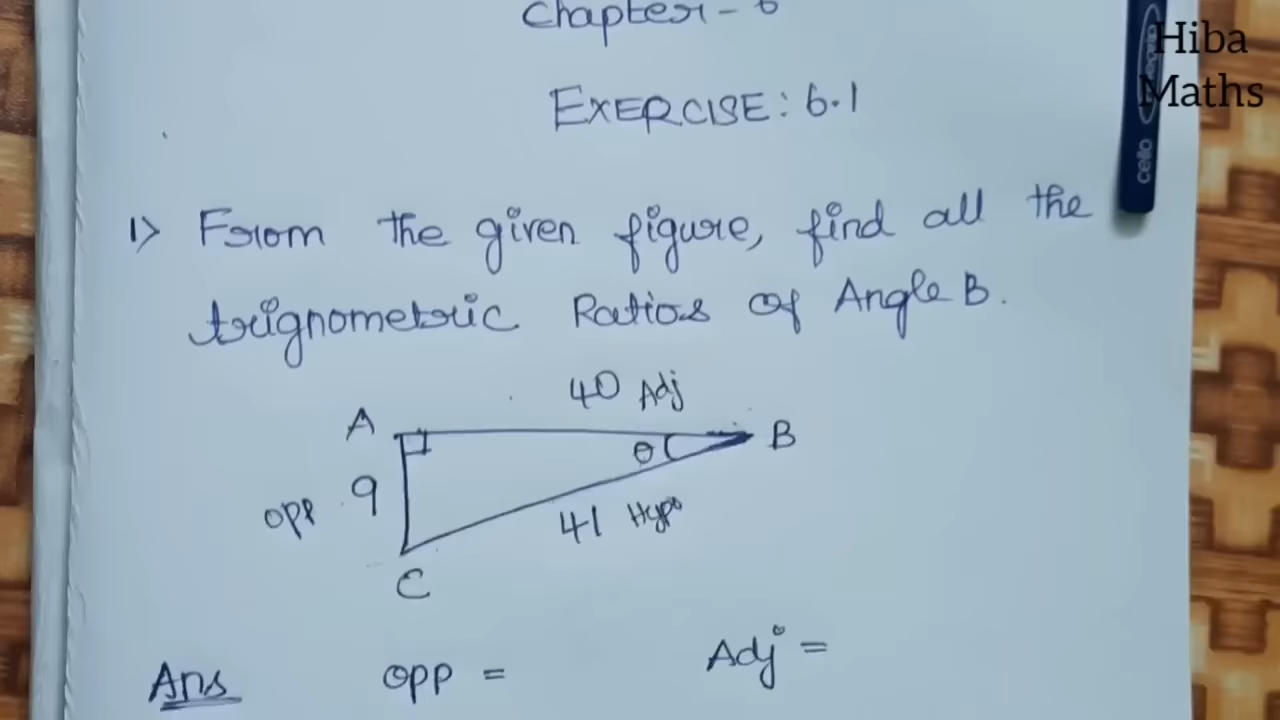 Chapter - 6
Hiba
Maths
EXERCISE: 6.1
cello
1) From the given figure, find all the
trignometric Ratios of Angle B.
40 Adj
A
B
θ
9
opp
41 Hypo
C
Ans opp = Adj =